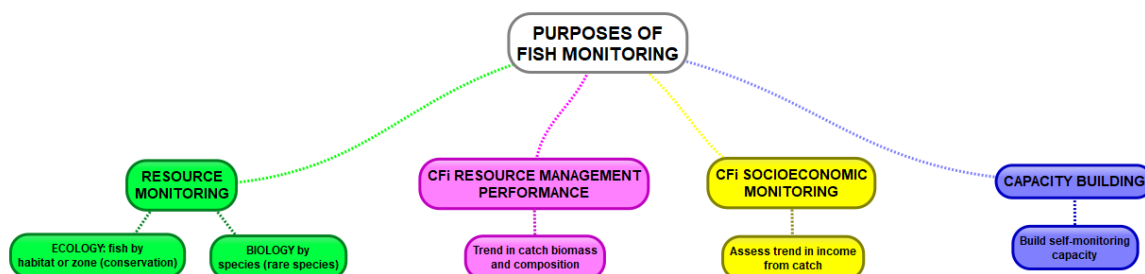 PURPOSES OF
FISH MONITORING
RESOURCE
MONITORING
CFi RESOURCE MANAGEMENT
PERFORMANCE
CFi SOCIOECONOMIC
MONITORING
CAPACITY BUILDING
ECOLOGY: fish by
habitat or zone (conservation)
BIOLOGY by
species (rare species)
Trend in catch biomass
and composition
Assess trend in income
from catch
Build self-monitoring
capacity